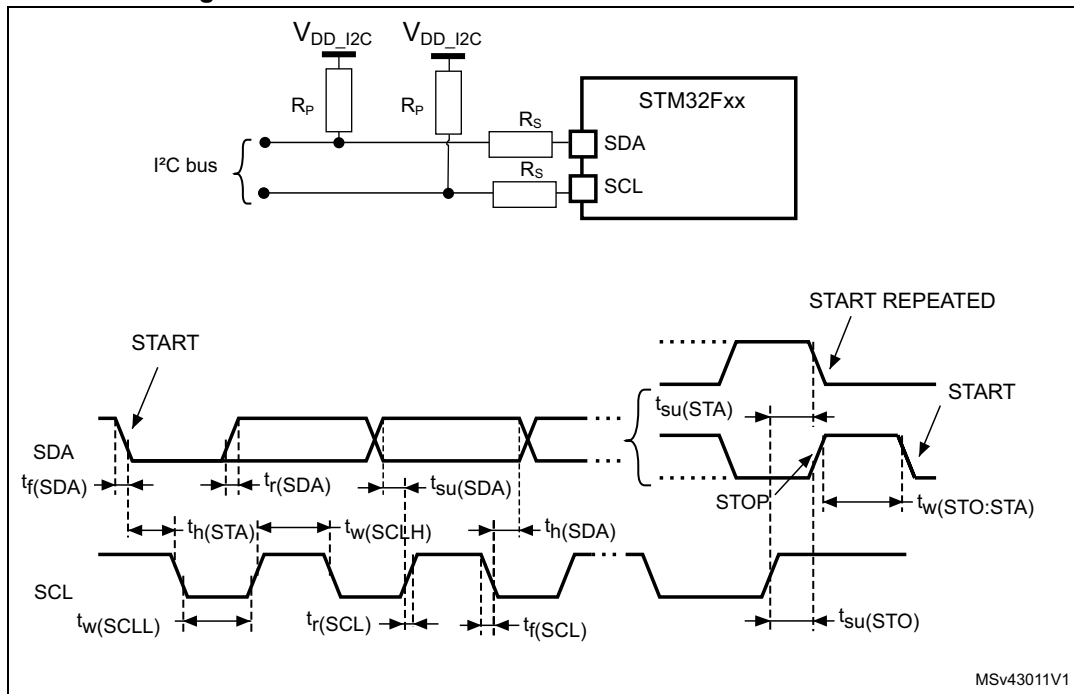 VDD_I2C
VDD_I2C
RP
RP
STM32Fxx
RS
SDA
I²C bus
RS
SCL
START REPEATED
START
START
tsu(STA)
SDA
tf(SDA)
tr(SDA)
tsu(SDA)
STOP
tw(STO:STA)
th(STA)
tw(SCLH)
th(SDA)
SCL
tw(SCLL)
tr(SCL)
tf(SCL)
tsu(STO)
MSv43011V1